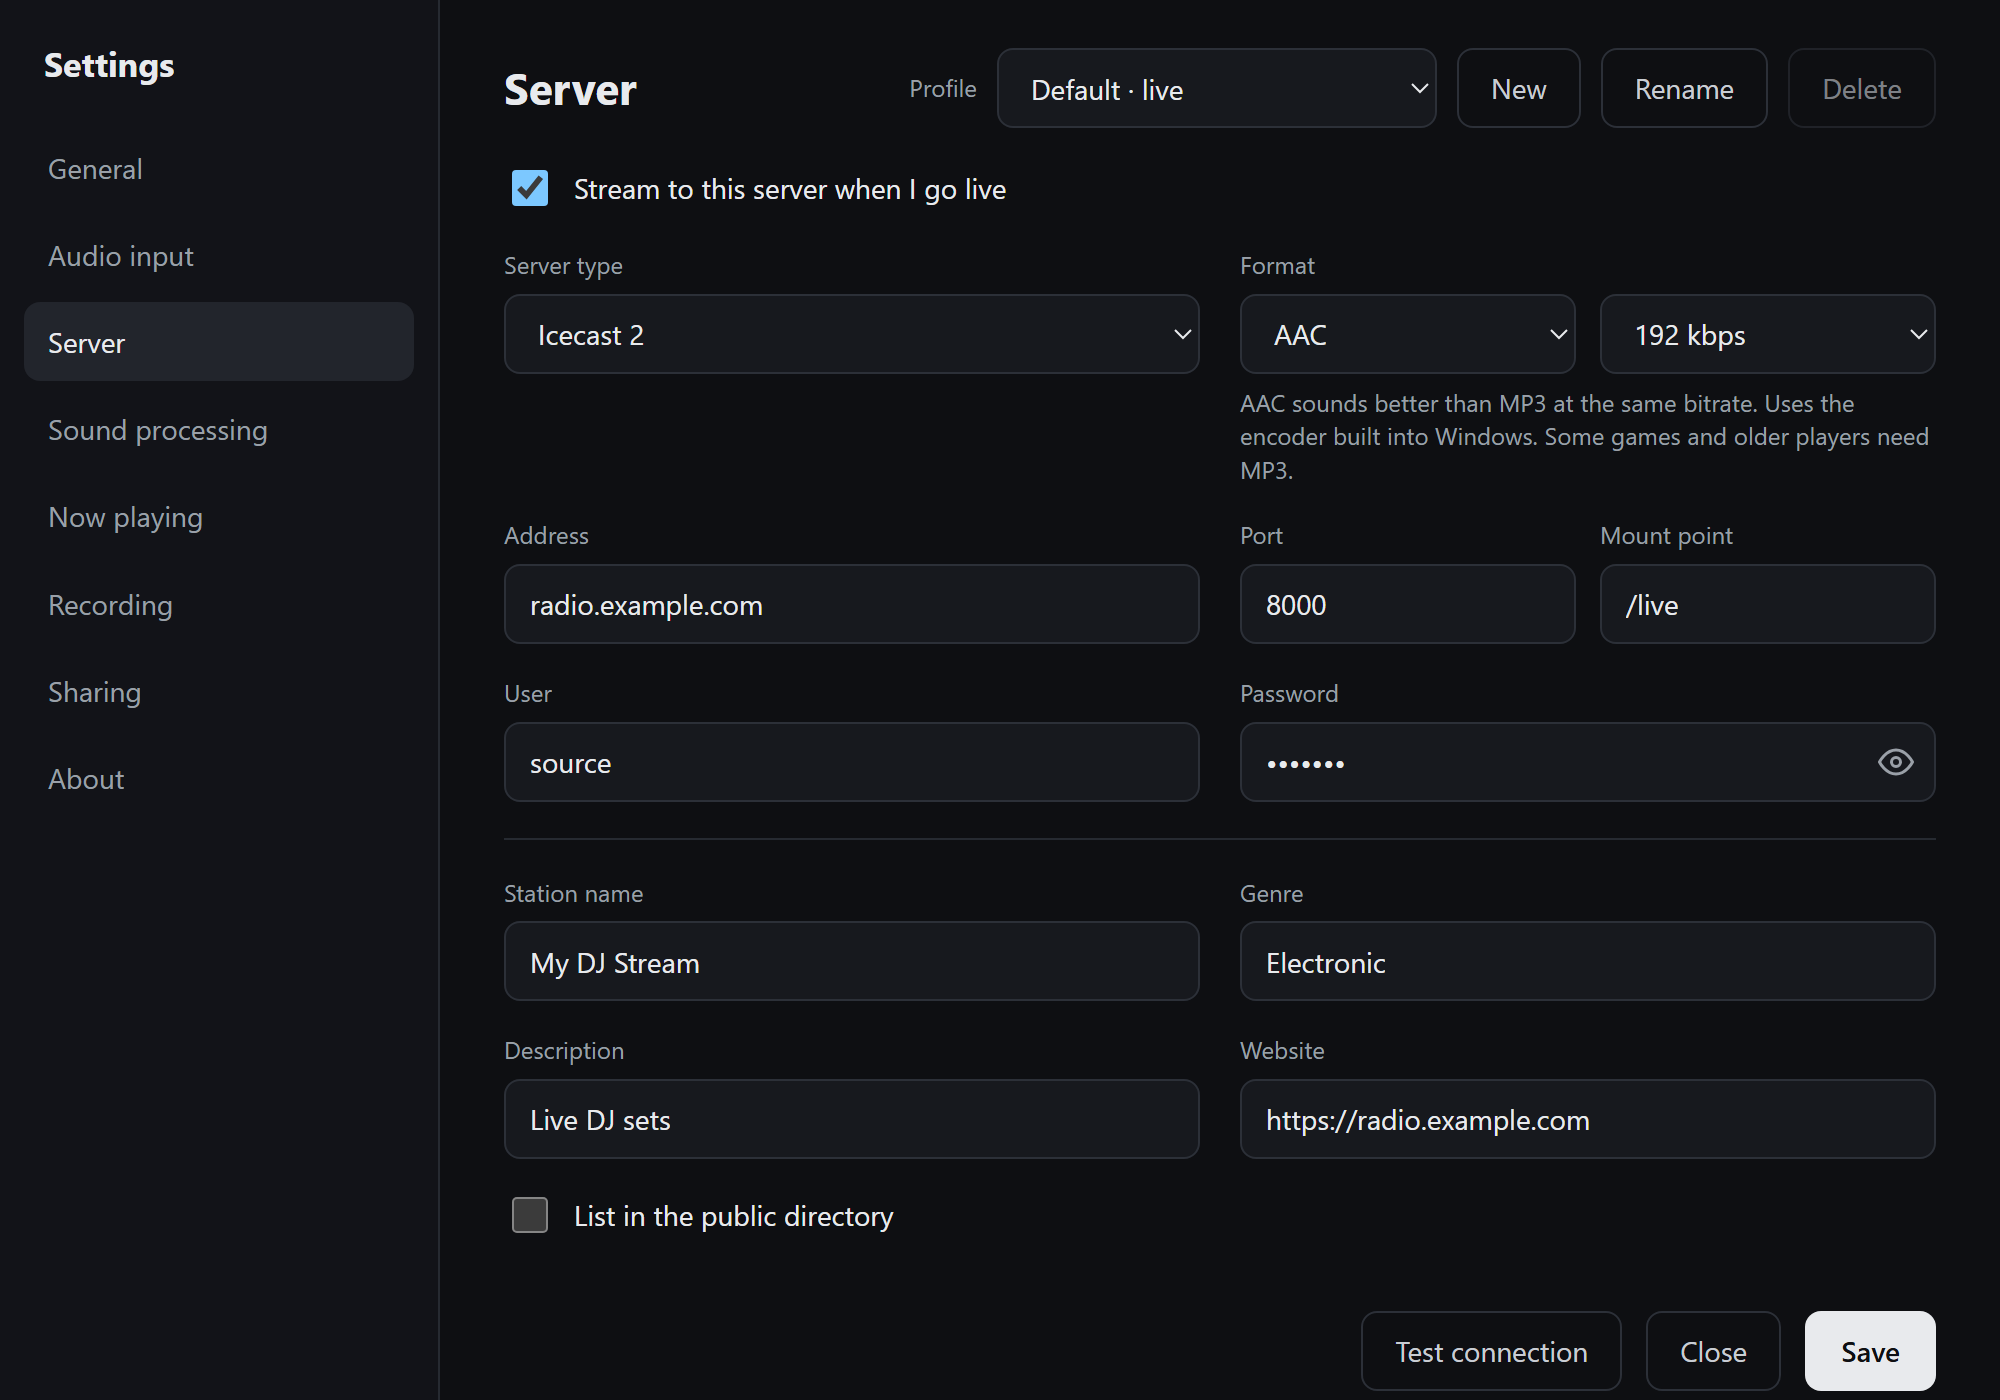 Settings
General
Audio input
Server
Sound processing
Now playing
Recording
Sharing
About
Server
Profile
Default · live
New
Rename
Delete
Stream to this server when I go live
Server type
Icecast 2
Format
AAC
192 kbps
AAC sounds better than MP3 at the same bitrate. Uses the
encoder built into Windows. Some games and older players need
MP3.
Address
radio.example.com
Port
8000
Mount point
/live
User
source
Password
•••••••
Station name
My DJ Stream
Genre
Electronic
Description
Live DJ sets
Website
https://radio.example.com
List in the public directory
Test connection
Close
Save